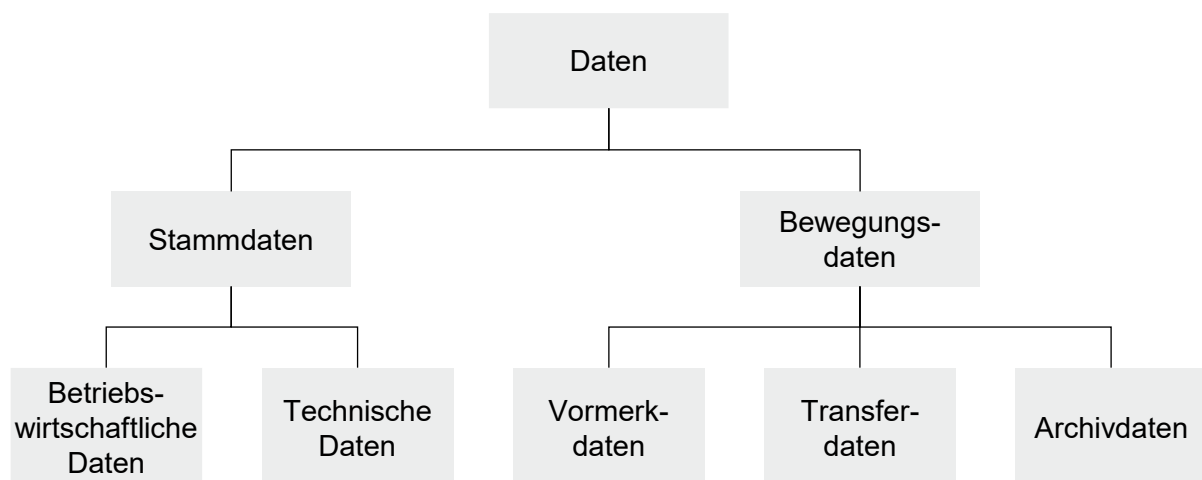 Daten
Stammdaten
Bewegungs-
daten
Betriebs-
wirtschaftliche
Daten
Technische
Daten
Vormerk-
daten
Transfer-
daten
Archivdaten